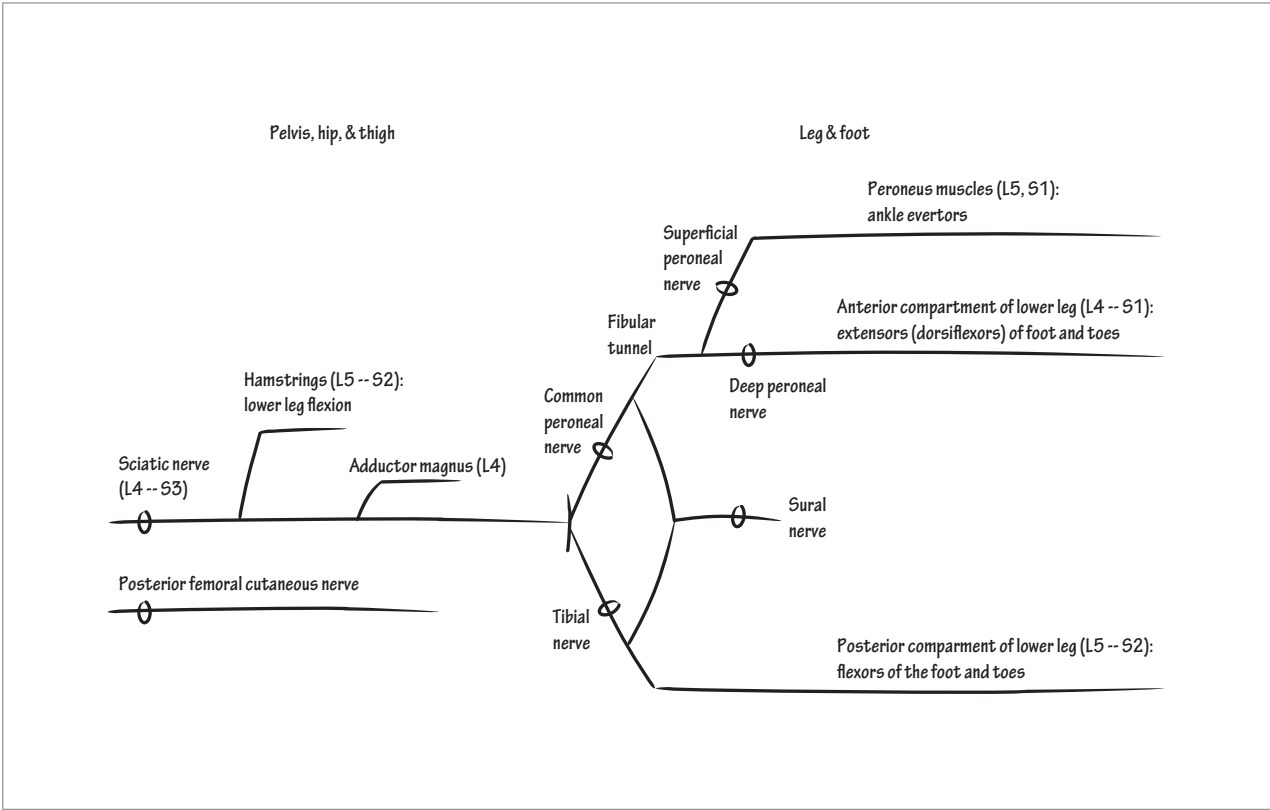 Pelvis, hip, & thigh
Leg & foot
Peroneus muscles (L5, S1):
ankle evertors
Superficial
peroneal
nerve
Anterior compartment of lower leg (L4 -- S1):
extensors (dorsiflexors) of foot and toes
Fibular
tunnel
Deep peroneal
nerve
Hamstrings (L5 -- S2):
lower leg flexion
Common
peroneal
nerve
Sciatic nerve
(L4 -- S3)
Adductor magnus (L4)
Sural
nerve
Posterior femoral cutaneous nerve
Tibial
nerve
Posterior comparment of lower leg (L5 -- S2):
flexors of the foot and toes